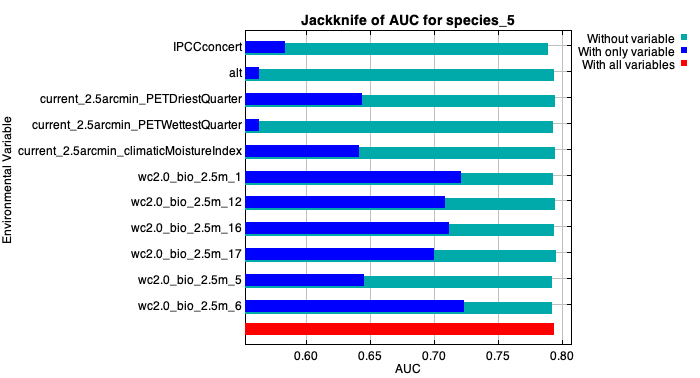 Jackknife of AUC for species_5
Without variable
With only variable
With all variables
Environmental Variable
IPCCconcert
alt
current_2.5arcmin_PETDriestQuarter
current_2.5arcmin_PETWettestQuarter
current_2.5arcmin_climaticMoistureIndex
wc2.0_bio_2.5m_1
wc2.0_bio_2.5m_12
wc2.0_bio_2.5m_16
wc2.0_bio_2.5m_17
wc2.0_bio_2.5m_5
wc2.0_bio_2.5m_6
0.60 0.65 0.70 0.75 0.80
AUC